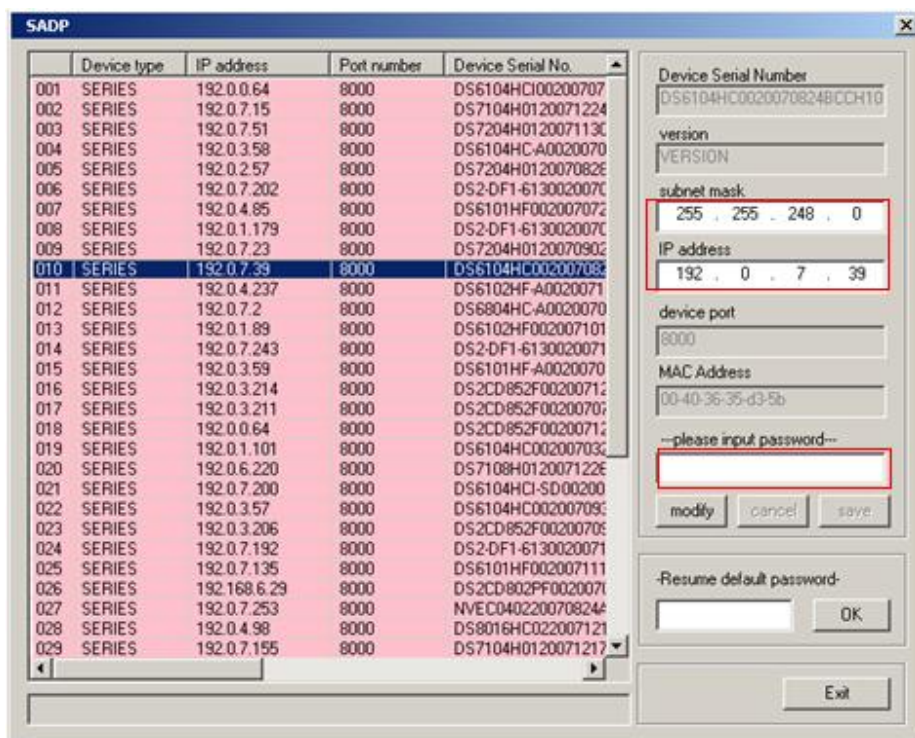 SADP
Device type IP address Port number Device Serial No.
001 SERIES 192.0.0.64 8000 DS6104HCI00200707
002 SERIES 192.0.7.15 8000 DS7104H0120071224
003 SERIES 192.0.7.51 8000 DS7204H012007113C
004 SERIES 192.0.3.58 8000 DS6104HC-A0020070
005 SERIES 192.0.2.57 8000 DS7204H0120070828
006 SERIES 192.0.7.202 8000 DS2-DF1-613002007C
007 SERIES 192.0.4.85 8000 DS6101HF002007072
008 SERIES 192.0.1.179 8000 DS2-DF1-613002007C
009 SERIES 192.0.7.23 8000 DS7204H0120070902
010 SERIES 192.0.7.39 8000 DS6104HC002007082
011 SERIES 192.0.4.237 8000 DS6102HF-A0020071
012 SERIES 192.0.7.2 8000 DS6804HC-A0020070
013 SERIES 192.0.1.89 8000 DS6102HF002007101
014 SERIES 192.0.7.243 8000 DS2-DF1-6130020071
015 SERIES 192.0.3.59 8000 DS6101HF-A0020070
016 SERIES 192.0.3.214 8000 DS2CD852F00200712
017 SERIES 192.0.3.211 8000 DS2CD852F00200707
018 SERIES 192.0.0.64 8000 DS2CD852F00200712
019 SERIES 192.0.1.101 8000 DS6104HC002007032
020 SERIES 192.0.6.220 8000 DS7108H0120071226
021 SERIES 192.0.7.200 8000 DS6104HCI-SD00200
022 SERIES 192.0.3.57 8000 DS6104HC002007093
023 SERIES 192.0.3.206 8000 DS2CD852F00200709
024 SERIES 192.0.7.192 8000 DS2-DF1-6130020071
025 SERIES 192.0.7.135 8000 DS6101HF002007111
026 SERIES 192.168.6.29 8000 DS2CD802PF0020070
027 SERIES 192.0.7.253 8000 NVEC040220070824A
028 SERIES 192.0.4.98 8000 DS8016HC022007121
029 SERIES 192.0.7.155 8000 DS7104H0120071217
Device Serial Number
DS6104HC0020070824BCCH10
version
VERSION
subnet mask
255 . 255 . 248 . 0
IP address
192 . 0 . 7 . 39
device port
8000
MAC Address
00-40-36-35-d3-5b
---please input password---
modify cancel save
-Resume default password-
OK
Exit